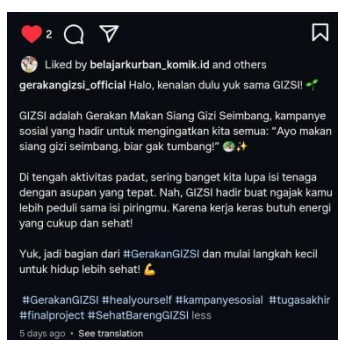 2
Liked by belajarkurban_komik.id and others
gerakangizsi_official Halo, kenalan dulu yuk sama GIZSI! 🌱
GIZSI adalah Gerakan Makan Siang Gizi Seimbang, kampanye
sosial yang hadir untuk mengingatkan kita semua: "Ayo makan
siang gizi seimbang, biar gak tumbang!" 🥗✨
Di tengah aktivitas padat, sering banget kita lupa isi tenaga
dengan asupan yang tepat. Nah, GIZSI hadir buat ngajak kamu
lebih peduli sama isi piringmu. Karena kerja keras butuh energi
yang cukup dan sehat!
Yuk, jadi bagian dari #GerakanGIZSI dan mulai langkah kecil
untuk hidup lebih sehat! 💪
#GerakanGIZSI #healyourself #kampanyesosial #tugasakhir
#finalproject #SehatBarengGIZSI less
5 days ago • See translation